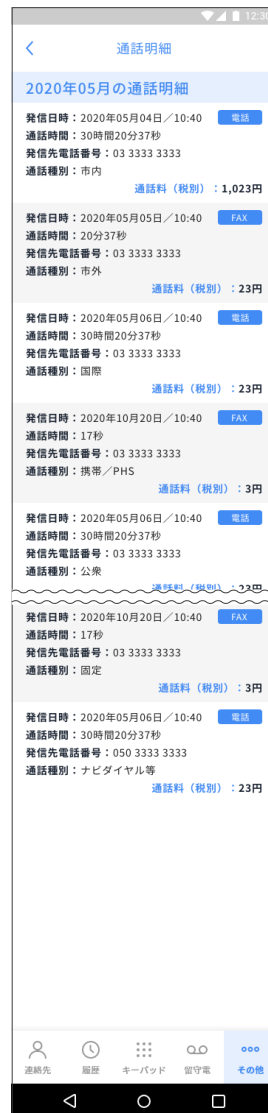 12:30
通話明細
2020年05月の通話明細
発信日時：2020年05月04日／10:40 電話
通話時間：30時間20分37秒
発信先電話番号：03 3333 3333
通話種別：市内
通話料（税別）：1,023円
発信日時：2020年05月05日／10:40 FAX
通話時間：20分37秒
発信先電話番号：03 3333 3333
通話種別：市外
通話料（税別）：23円
発信日時：2020年05月06日／10:40 電話
通話時間：30時間20分37秒
発信先電話番号：03 3333 3333
通話種別：国際
通話料（税別）：23円
発信日時：2020年10月20日／10:40 FAX
通話時間：17秒
発信先電話番号：03 3333 3333
通話種別：携帯／PHS
通話料（税別）：3円
発信日時：2020年05月06日／10:40 電話
通話時間：30時間20分37秒
発信先電話番号：03 3333 3333
通話種別：公衆
通話料（税別）：23円
発信日時：2020年10月20日／10:40 FAX
通話時間：17秒
発信先電話番号：03 3333 3333
通話種別：固定
通話料（税別）：3円
発信日時：2020年05月06日／10:40 電話
通話時間：30時間20分37秒
発信先電話番号：050 3333 3333
通話種別：ナビダイヤル等
通話料（税別）：23円
連絡先 履歴 キーパッド 留守電 その他